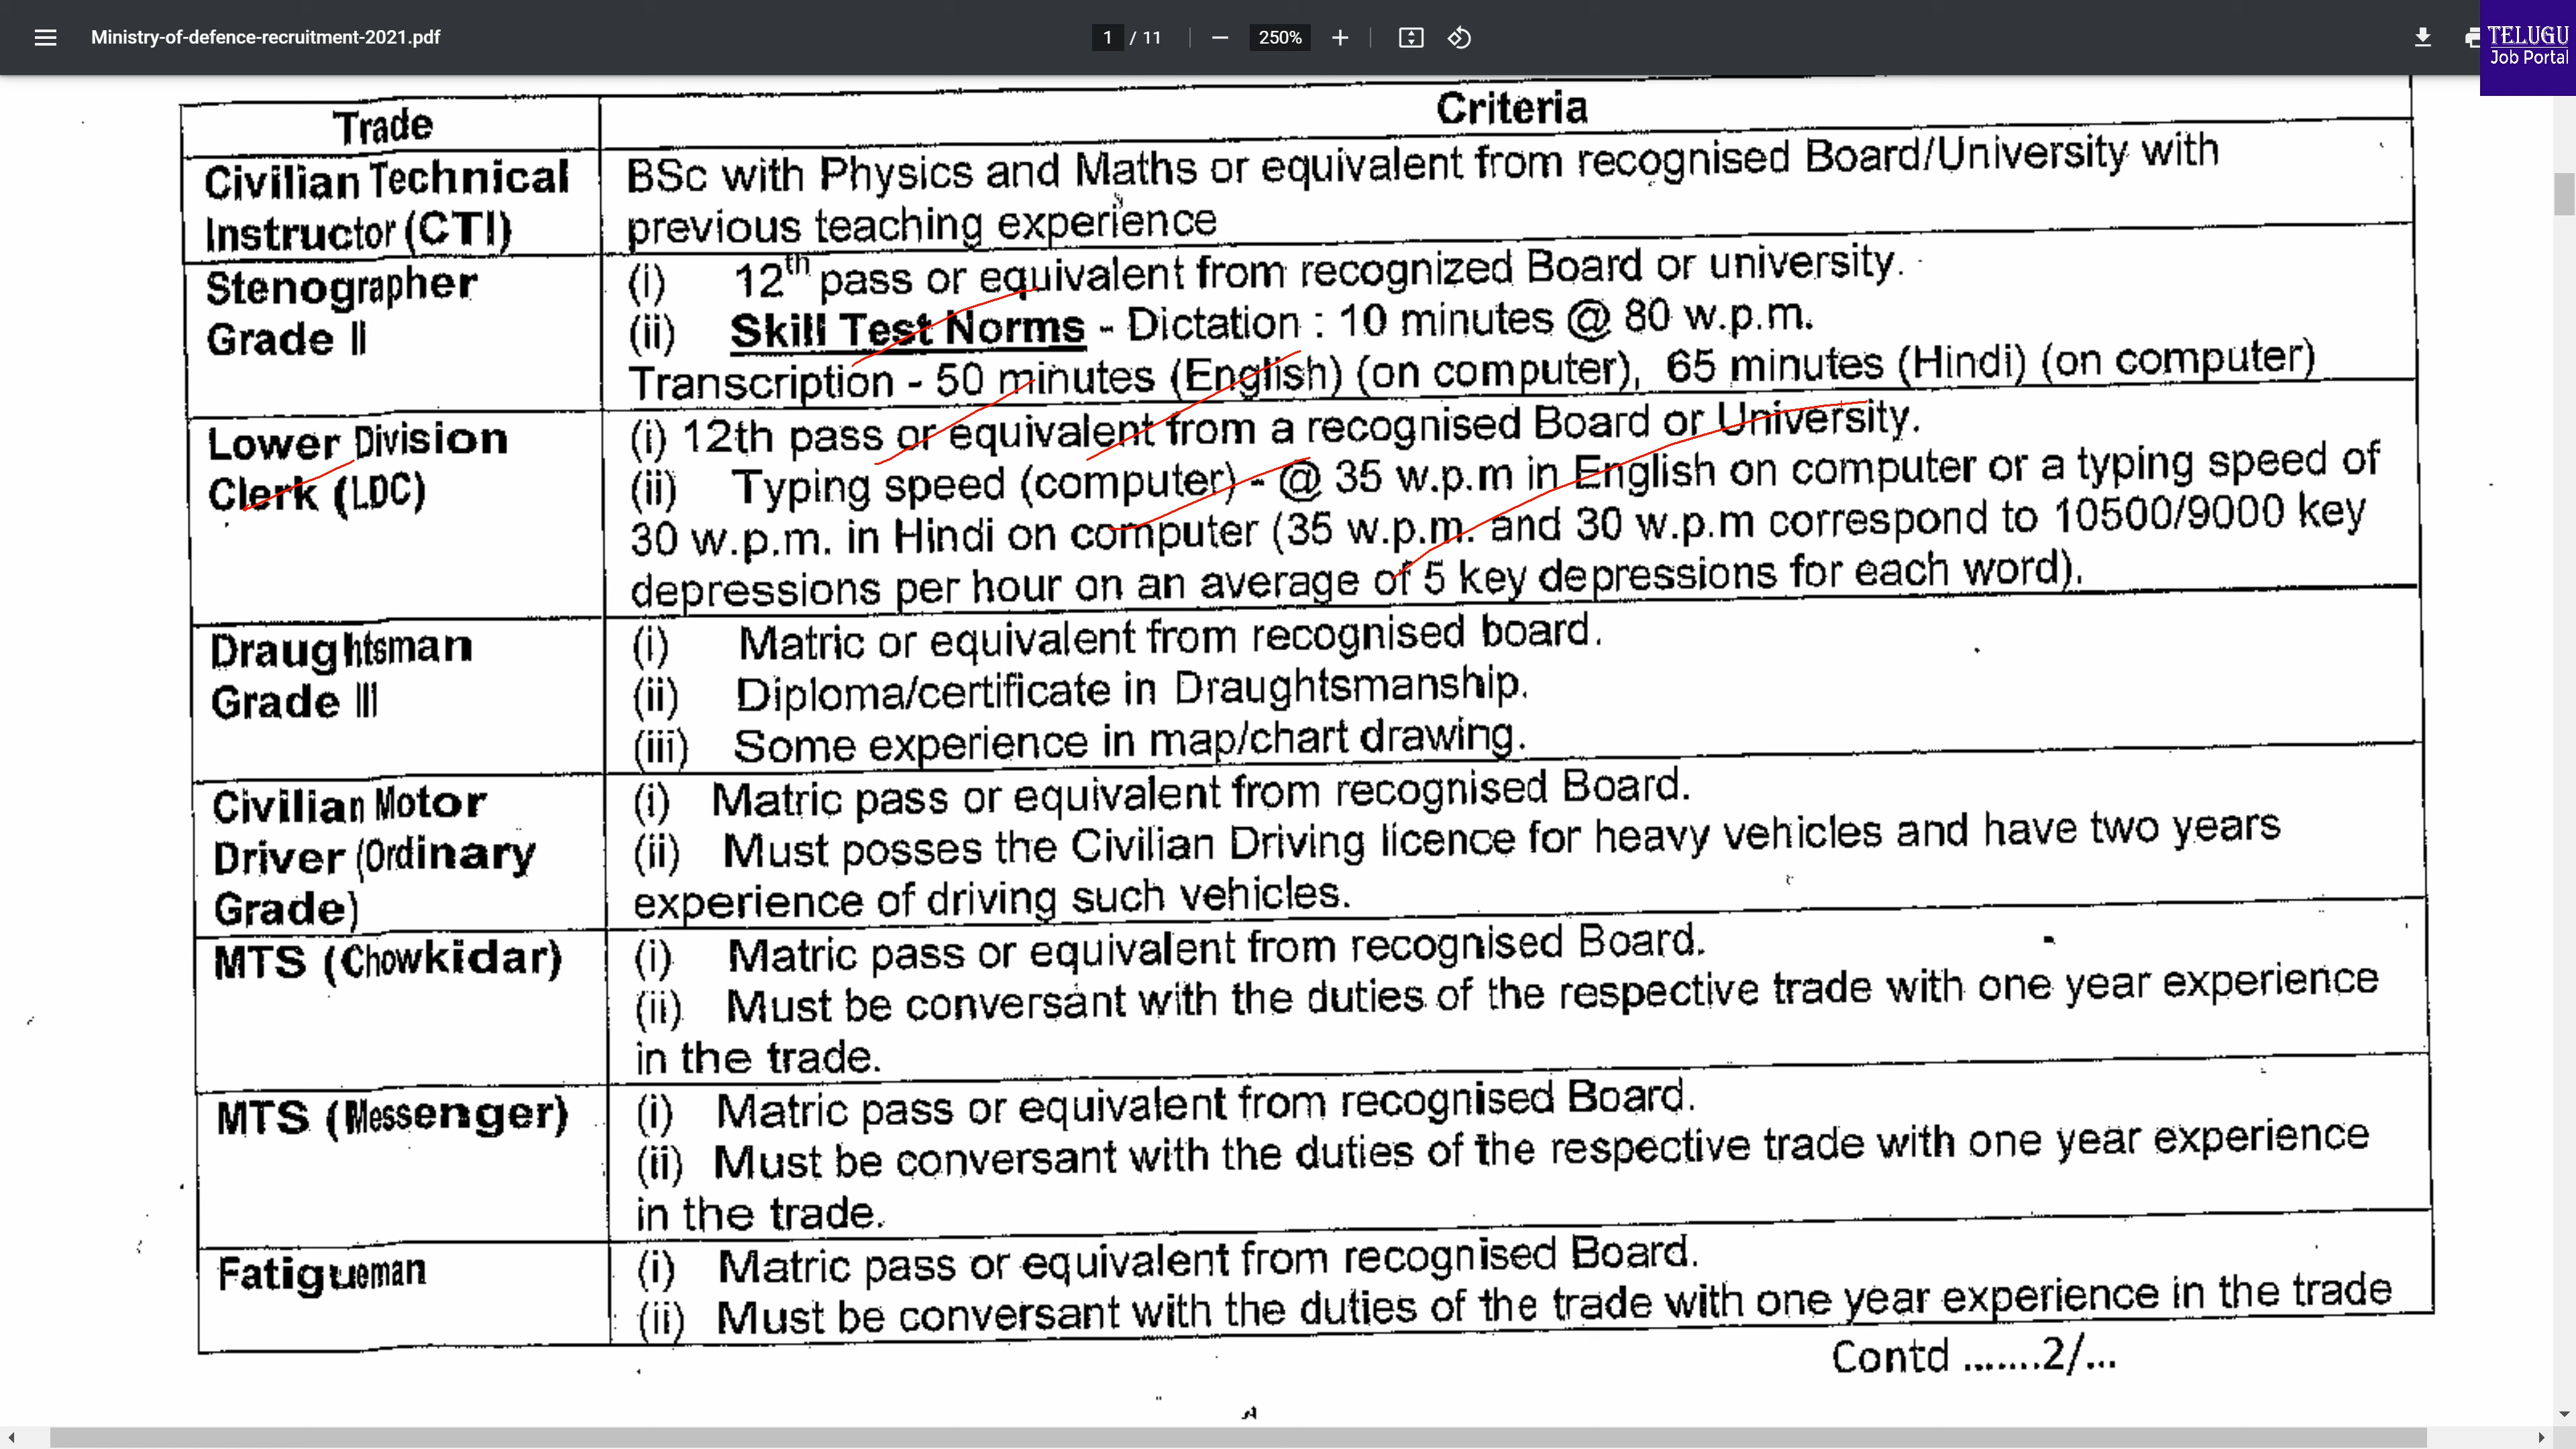 Ministry-of-defence-recruitment-2021.pdf
1 / 11
250%
TELUGU
Job Portal
Trade
Criteria
Civilian Technical
Instructor (CTI)
BSc with Physics and Maths or equivalent from recognised Board/University with
previous teaching experience
Stenographer
Grade II
(i) 12th pass or equivalent from recognized Board or university.
(ii) Skill Test Norms - Dictation : 10 minutes @ 80 w.p.m.
Transcription - 50 minutes (English) (on computer), 65 minutes (Hindi) (on computer)
Lower Division
Clerk (LDC)
(i) 12th pass or equivalent from a recognised Board or University.
(ii) Typing speed (computer) - @ 35 w.p.m in English on computer or a typing speed of
30 w.p.m. in Hindi on computer (35 w.p.m. and 30 w.p.m correspond to 10500/9000 key
depressions per hour on an average of 5 key depressions for each word).
Draughtsman
Grade III
(i) Matric or equivalent from recognised board.
(ii) Diploma/certificate in Draughtsmanship.
(iii) Some experience in map/chart drawing.
Civilian Motor
Driver (Ordinary
Grade)
(i) Matric pass or equivalent from recognised Board.
(ii) Must posses the Civilian Driving licence for heavy vehicles and have two years
experience of driving such vehicles.
MTS (Chowkidar)
(i) Matric pass or equivalent from recognised Board.
(ii) Must be conversant with the duties of the respective trade with one year experience
in the trade.
MTS (Messenger)
(i) Matric pass or equivalent from recognised Board.
(ii) Must be conversant with the duties of the respective trade with one year experience
in the trade.
Fatigueman
(i) Matric pass or equivalent from recognised Board.
(ii) Must be conversant with the duties of the trade with one year experience in the trade
Contd .......2/...